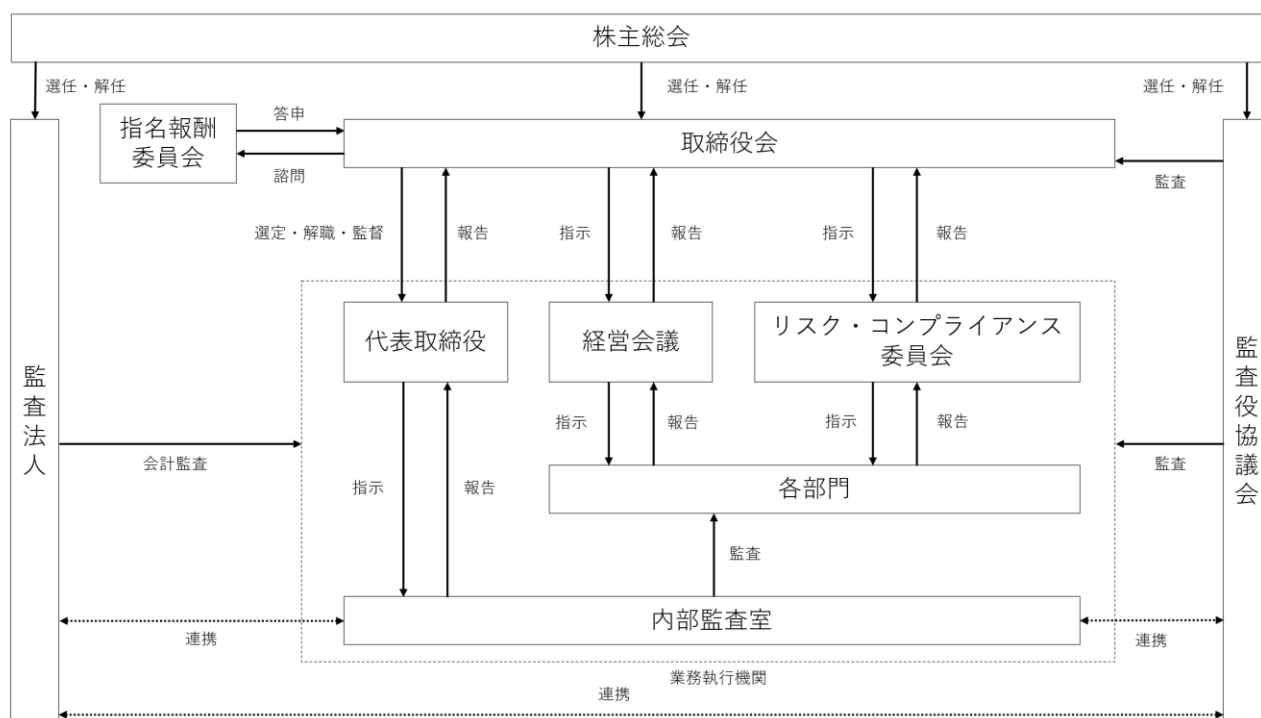 株主総会
選任・解任
選任・解任
選任・解任
指名報酬
委員会
答申
諮問
取締役会
監査
選定・解職・監督
報告
指示
報告
指示
報告
代表取締役
経営会議
リスク・コンプライアンス
委員会
監査法人
監査役協議会
会計監査
指示
報告
指示
報告
監査
指示
報告
各部門
監査
内部監査室
連携
連携
業務執行機関
連携